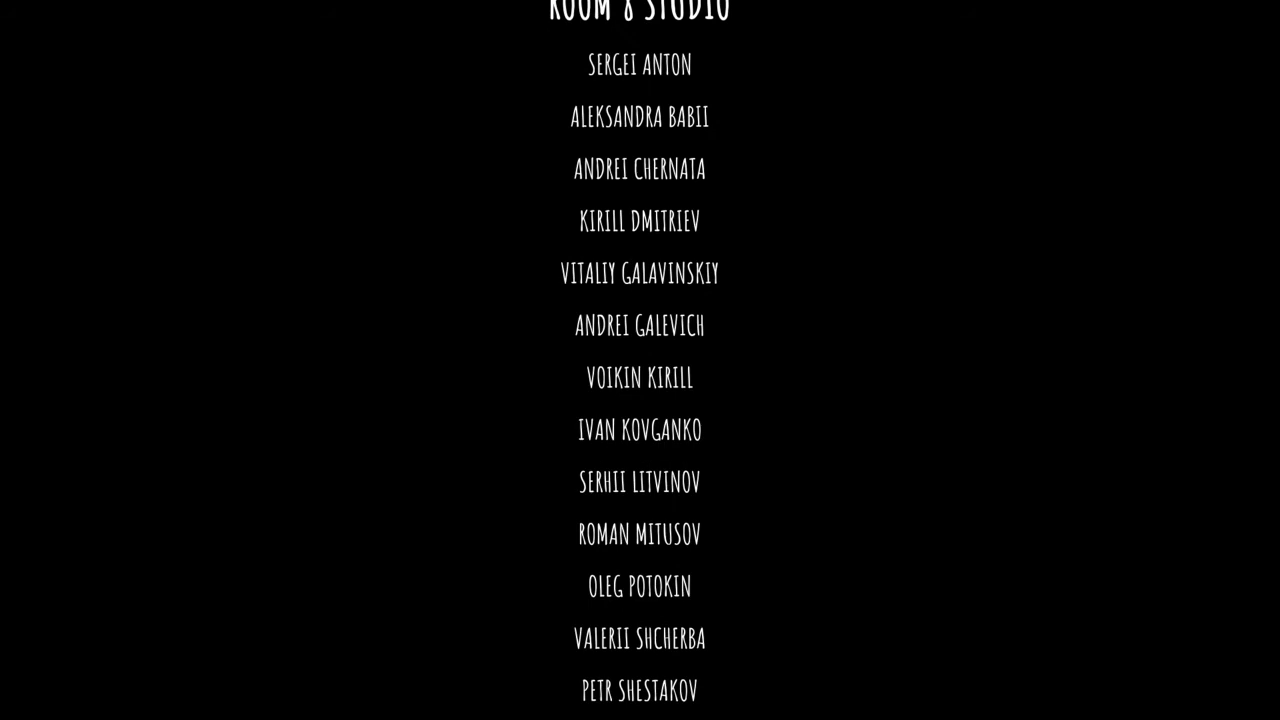 ROOM 8 STUDIO
SERGEI ANTON
ALEKSANDRA BABII
ANDREI CHERNATA
KIRILL DMITRIEV
VITALIY GALAVINSKIY
ANDREI GALEVICH
VOIKIN KIRILL
IVAN KOVGANKO
SERHII LITVINOV
ROMAN MITUSOV
OLEG POTOKIN
VALERII SHCHERBA
PETR SHESTAKOV